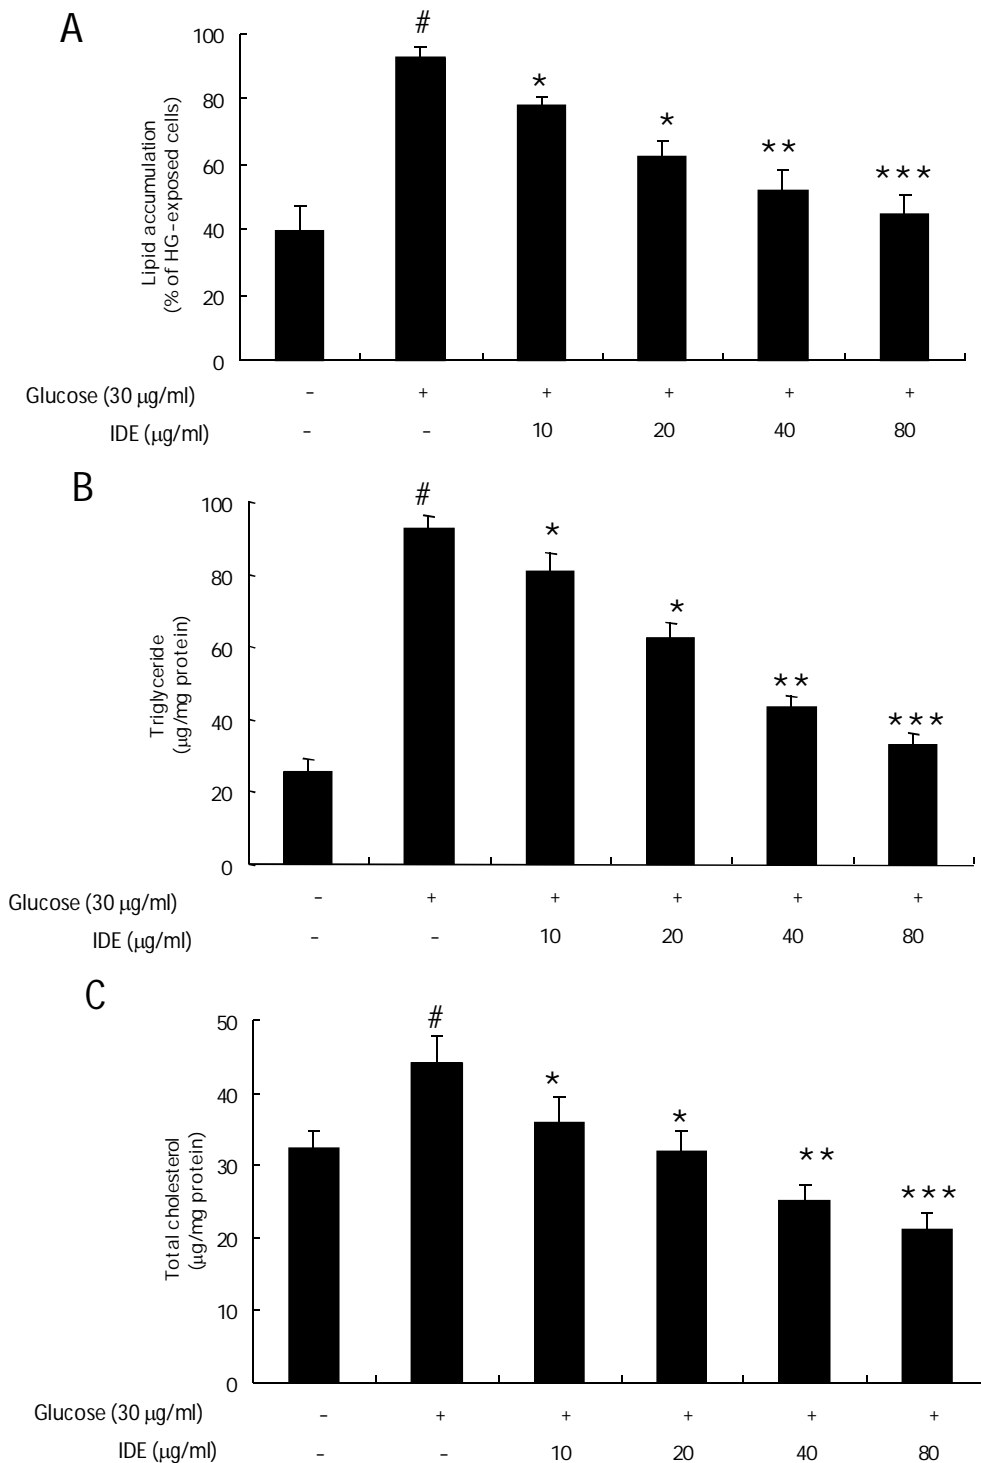 A
#
100
*
80
*
**
***
60
40
20
0
Lipid accumulation
(% of HG-exposed cells)
Glucose (30 μg/ml) - + + + + +
IDE (μg/ml) - - 10 20 40 80
B
#
100
*
80
*
60
**
***
40
20
0
Triglyceride
(μg/mg protein)
Glucose (30 μg/ml) - + + + + +
IDE (μg/ml) - - 10 20 40 80
C
#
50
*
40
*
**
30
***
20
10
0
Total cholesterol
(μg/mg protein)
Glucose (30 μg/ml) - + + + + +
IDE (μg/ml) - - 10 20 40 80